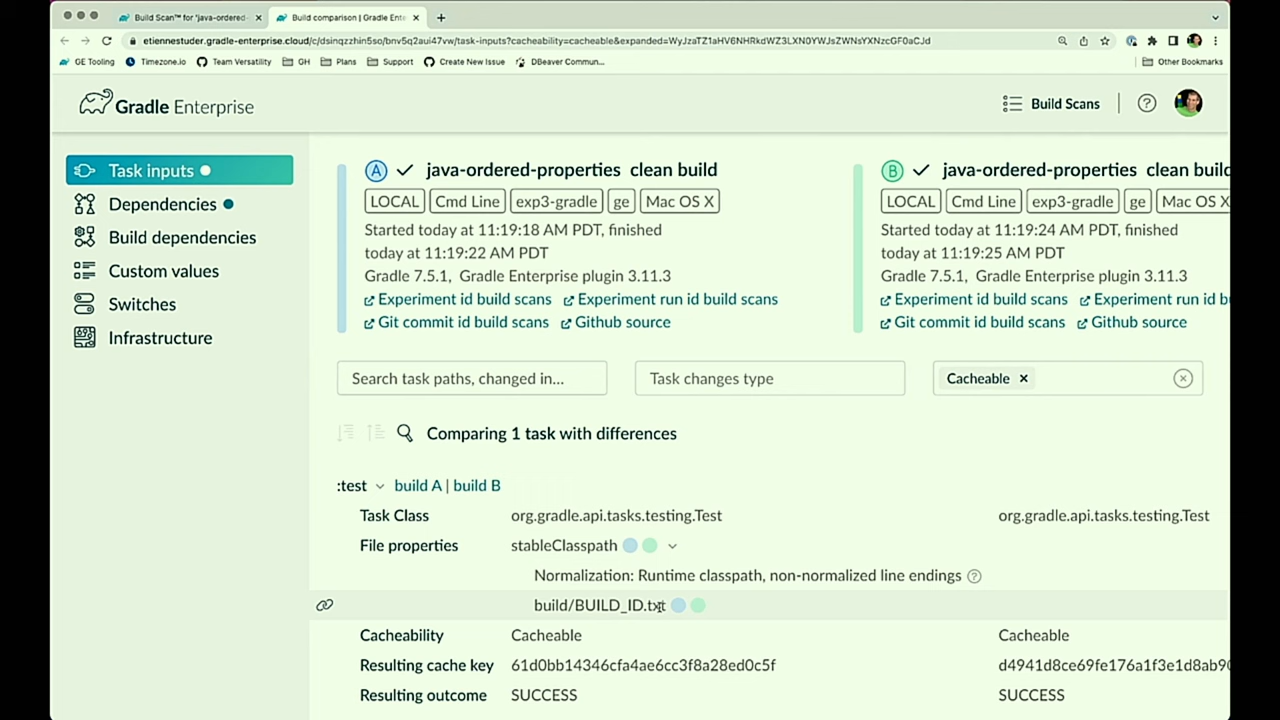 Build Scan™ for 'java-ordered-
Build comparison | Gradle Ente
etiennestuder.gradle-enterprise.cloud/c/dsinqzzhin5so/bnv5q2aui47vw/task-inputs?cacheability=cacheable&expanded=WyJzaTZ1aHV6NHRkdWZ3LXN0YWJsZWNsYXNzcGF0aCJd
GE Tooling Timezone.io Team Versatility GH Plans Support Create New Issue DBeaver Commun... Other Bookmarks
Gradle Enterprise
Build Scans
Task inputs
Dependencies
Build dependencies
Custom values
Switches
Infrastructure
A java-ordered-properties clean build
LOCAL Cmd Line exp3-gradle ge Mac OS X
Started today at 11:19:18 AM PDT, finished
today at 11:19:22 AM PDT
Gradle 7.5.1, Gradle Enterprise plugin 3.11.3
Experiment id build scans Experiment run id build scans
Git commit id build scans Github source
B java-ordered-properties clean build
LOCAL Cmd Line exp3-gradle ge Mac OS X
Started today at 11:19:24 AM PDT, finished
today at 11:19:25 AM PDT
Gradle 7.5.1, Gradle Enterprise plugin 3.11.3
Experiment id build scans Experiment run id b
Git commit id build scans Github source
Search task paths, changed in...
Task changes type
Cacheable
Comparing 1 task with differences
:test build A | build B
Task Class org.gradle.api.tasks.testing.Test org.gradle.api.tasks.testing.Test
File properties stableClasspath
Normalization: Runtime classpath, non-normalized line endings
build/BUILD_ID.txt
Cacheability Cacheable Cacheable
Resulting cache key 61d0bb14346cfa4ae6cc3f8a28ed0c5f d4941d8ce69fe176a1f3e1d8ab90
Resulting outcome SUCCESS SUCCESS